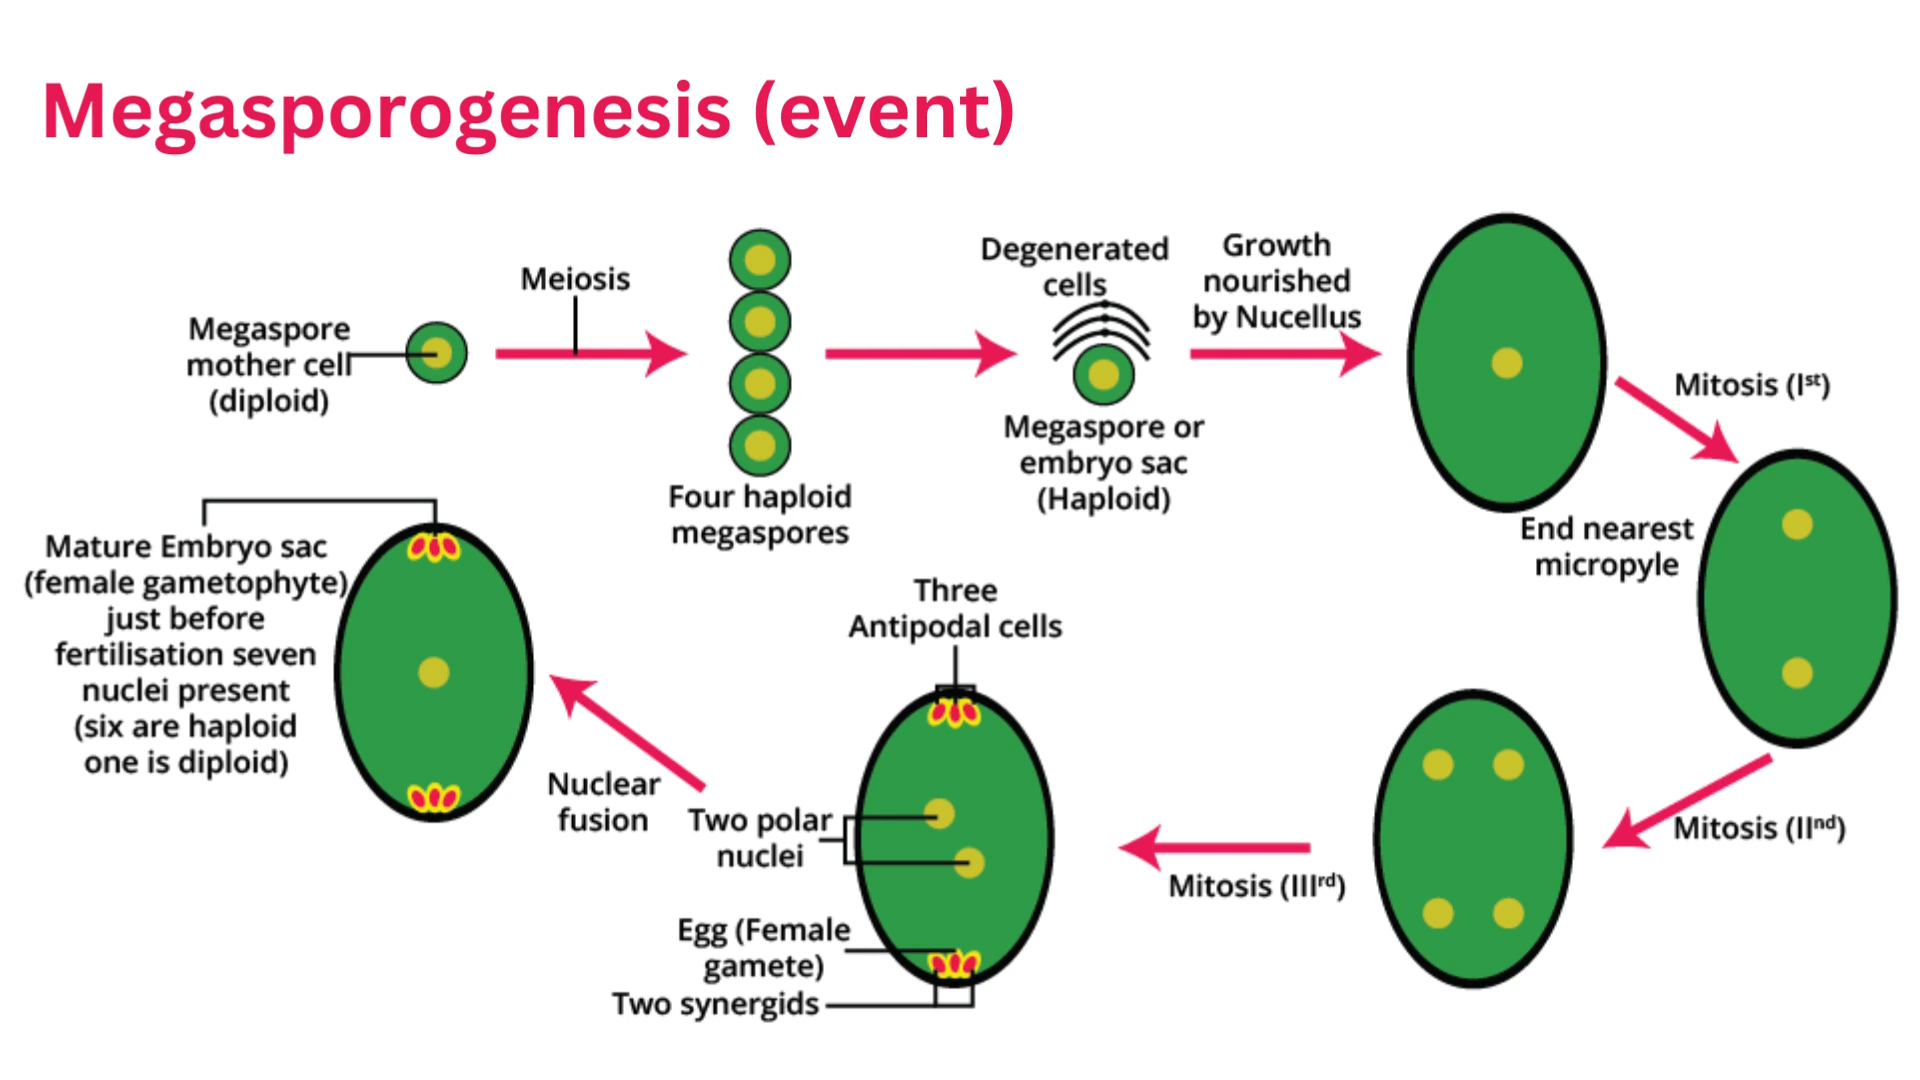 Megasporogenesis (event)
Megaspore
mother cell
(diploid)
Meiosis
Four haploid
megaspores
Degenerated
cells
Megaspore or
embryo sac
(Haploid)
Growth
nourished
by Nucellus
Mitosis (Iˢᵗ)
End nearest
micropyle
Mitosis (IIⁿᵈ)
Mitosis (IIIʳᵈ)
Three
Antipodal cells
Two polar
nuclei
Egg (Female
gamete)
Two synergids
Nuclear
fusion
Mature Embryo sac
(female gametophyte)
just before
fertilisation seven
nuclei present
(six are haploid
one is diploid)